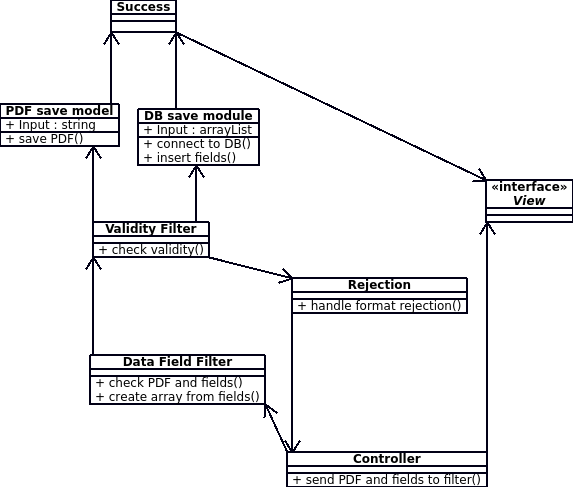 Success
PDF save model
+ Input : string
+ save PDF()
DB save module
+ Input : arrayList
+ connect to DB()
+ insert fields()
«interface»
View
Validity Filter
+ check validity()
Rejection
+ handle format rejection()
Data Field Filter
+ check PDF and fields()
+ create array from fields()
Controller
+ send PDF and fields to filter()